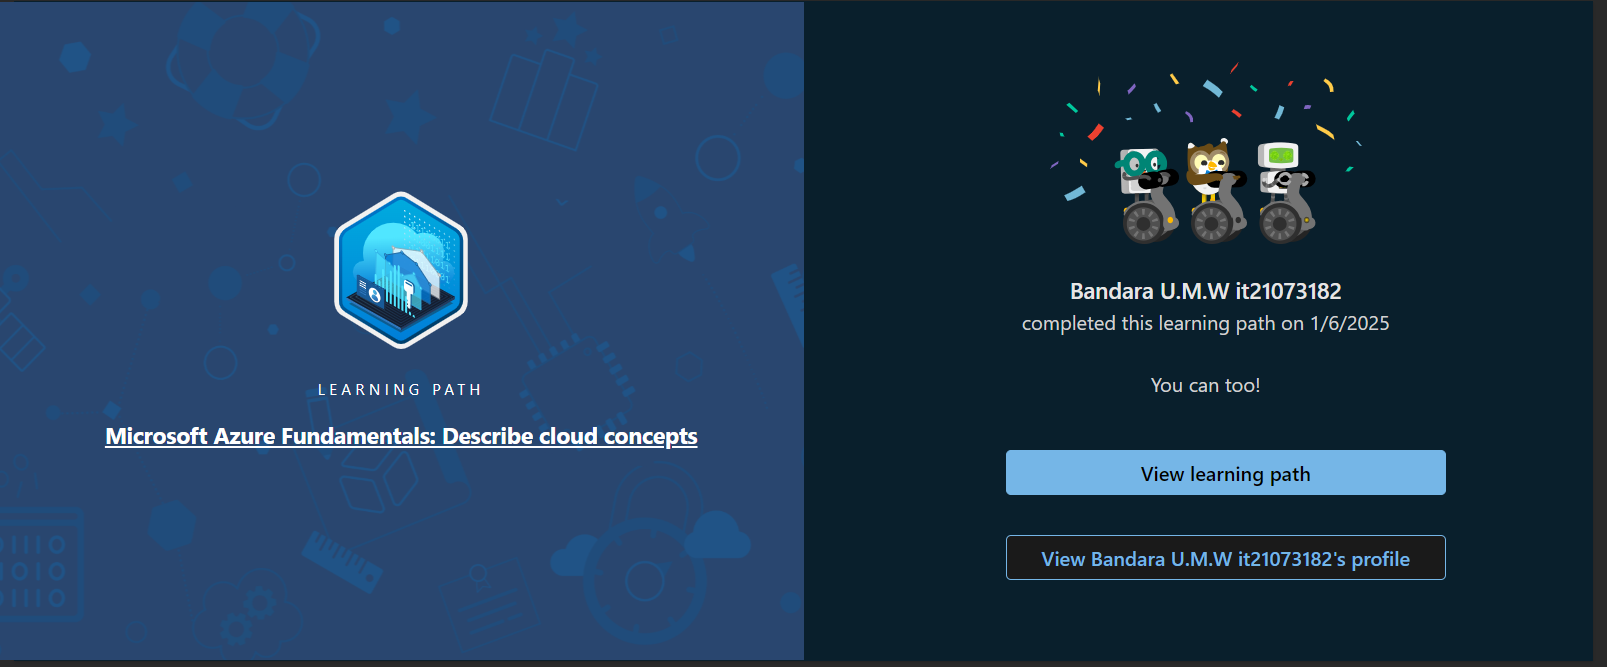 LEARNING PATH
Microsoft Azure Fundamentals: Describe cloud concepts
Bandara U.M.W it21073182
completed this learning path on 1/6/2025
You can too!
View learning path
View Bandara U.M.W it21073182's profile